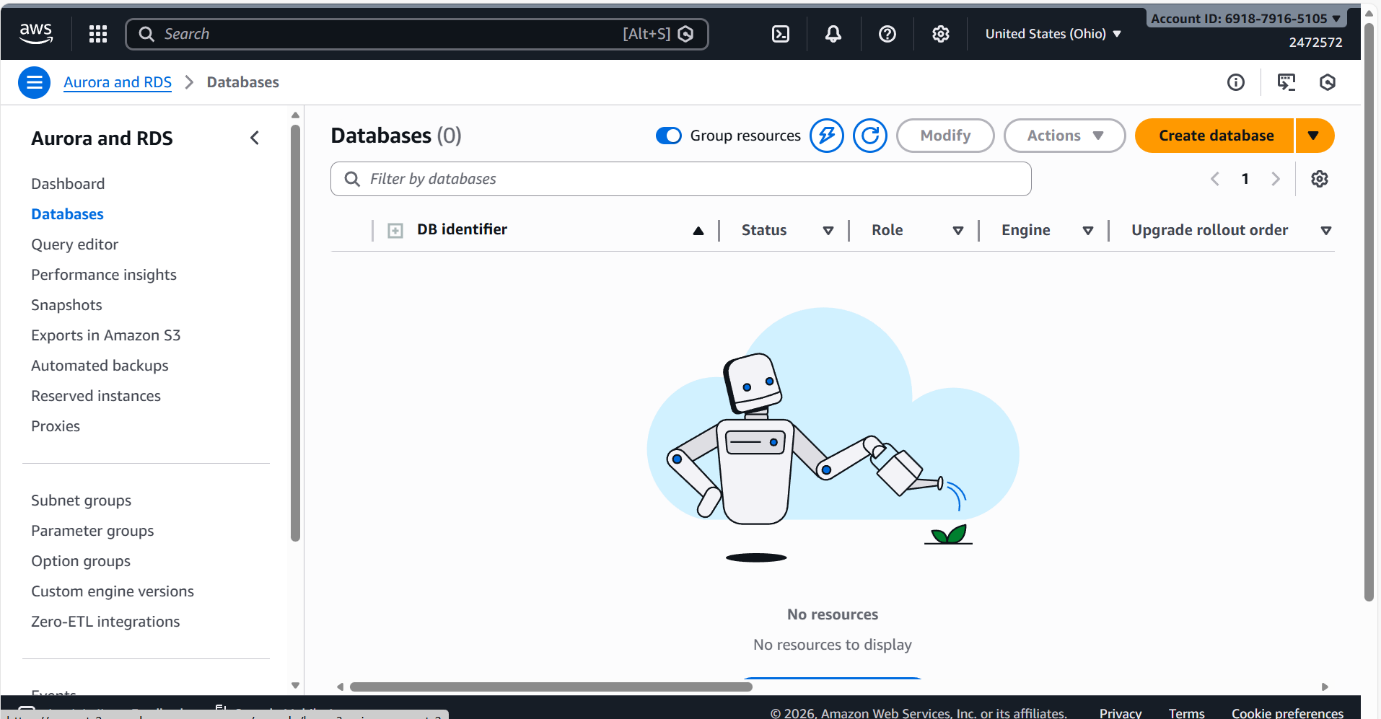 aws
Search [Alt+S]
United States (Ohio)
Account ID: 6918-7916-5105
2472572
Aurora and RDS > Databases
Aurora and RDS
Dashboard
Databases
Query editor
Performance insights
Snapshots
Exports in Amazon S3
Automated backups
Reserved instances
Proxies
Subnet groups
Parameter groups
Option groups
Custom engine versions
Zero-ETL integrations
Events
Databases (0)
Group resources
Modify
Actions
Create database
Filter by databases
1
DB identifier Status Role Engine Upgrade rollout order
No resources
No resources to display
© 2026, Amazon Web Services, Inc. or its affiliates. Privacy Terms Cookie preferences